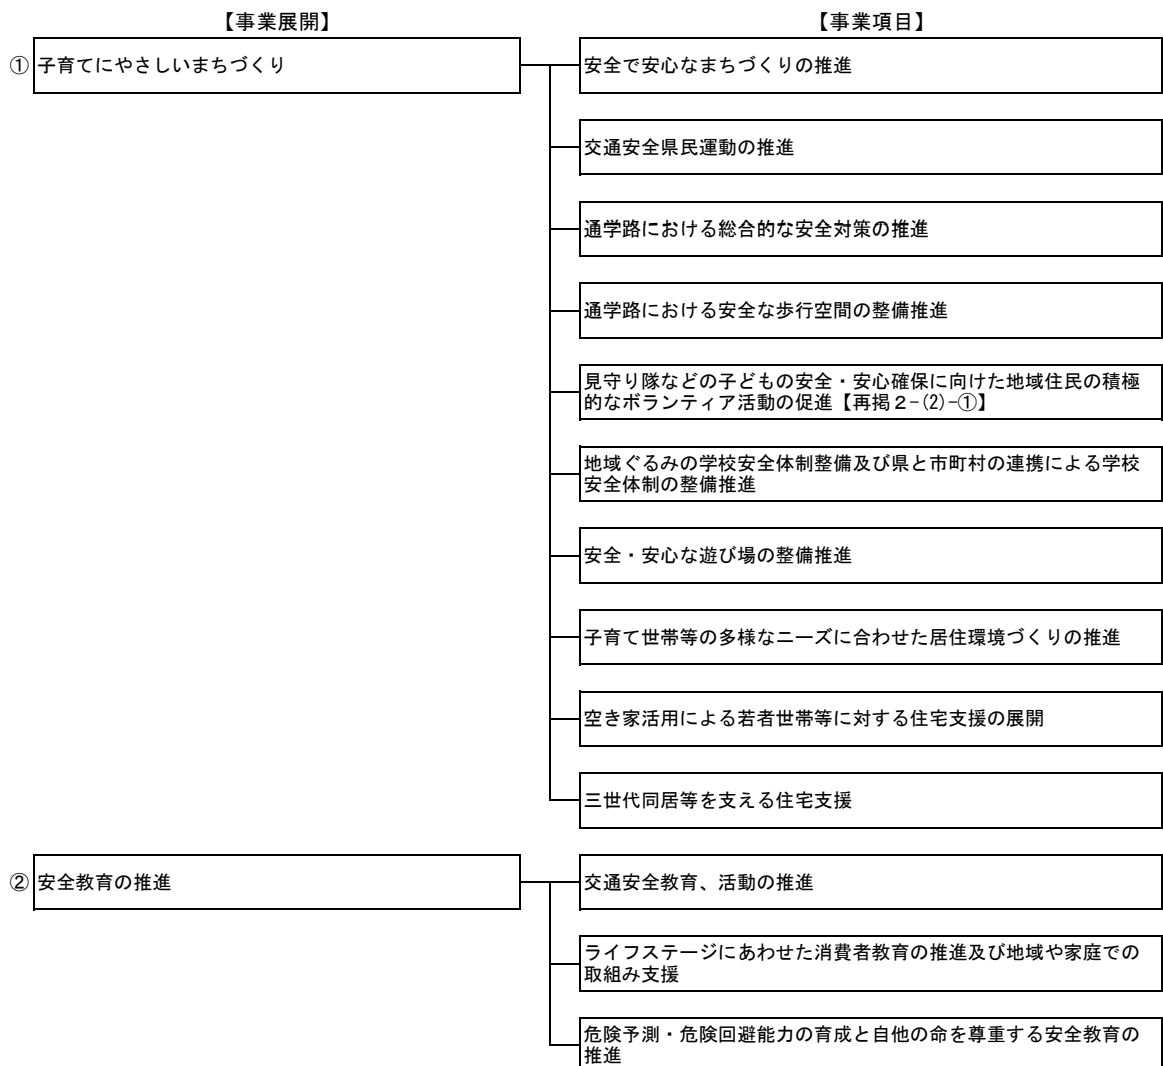 【事業展開】 【事業項目】
① 子育てにやさしいまちづくり
安全で安心なまちづくりの推進
交通安全県民運動の推進
通学路における総合的な安全対策の推進
通学路における安全な歩行空間の整備推進
見守り隊などの子どもの安全・安心確保に向けた地域住民の積極
的なボランティア活動の促進【再掲２-(2)-①】
地域ぐるみの学校安全体制整備及び県と市町村の連携による学校
安全体制の整備推進
安全・安心な遊び場の整備推進
子育て世帯等の多様なニーズに合わせた居住環境づくりの推進
空き家活用による若者世帯等に対する住宅支援の展開
三世代同居等を支える住宅支援
② 安全教育の推進
交通安全教育、活動の推進
ライフステージにあわせた消費者教育の推進及び地域や家庭での
取組み支援
危険予測・危険回避能力の育成と自他の命を尊重する安全教育の
推進